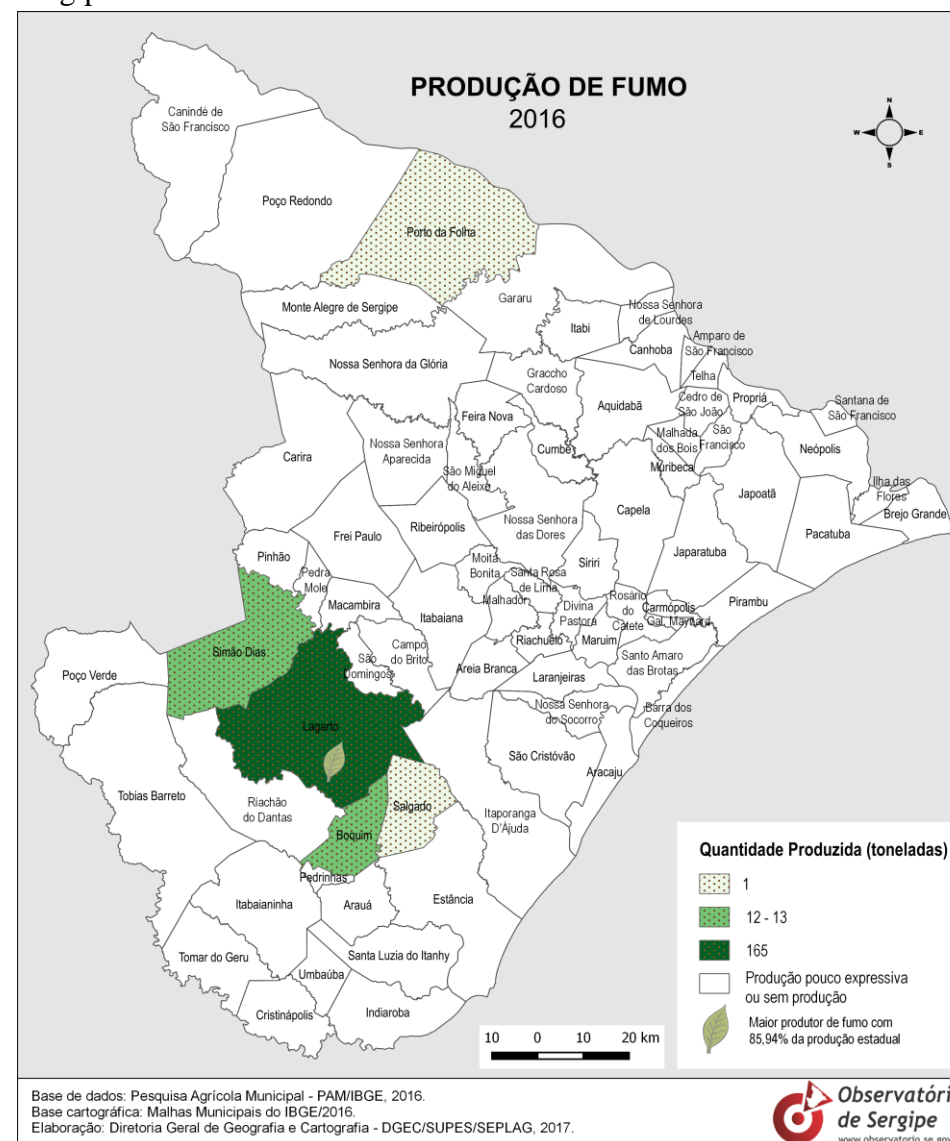 PRODUÇÃO DE FUMO
2016
N
W
E
S
Canindé de
São Francisco
Poço Redondo
Porto da Folha
Gararu
Monte Alegre de Sergipe
Nossa Senhora
de Lourdes
Itabi
Canhoba
Amparo de
São Francisco
Nossa Senhora da Glória
Graccho
Cardoso
Telha
Aquidabã
Cedro de
São João
Propriá
Santana de
São Francisco
Feira Nova
Nossa Senhora
Aparecida
Carira
Cumbe
Malhada
dos Bois
São
Francisco
Neópolis
São Miguel
do Aleixo
Muribeca
Ilha das
Flores
Japoatã
Brejo Grande
Capela
Pacatuba
Frei Paulo
Ribeirópolis
Nossa Senhora
das Dores
Japaratuba
Pinhão
Pedra
Mole
Moita
Bonita
Santa Rosa
de Lima
Siriri
Macambira
Malhador
Divina
Pastora
Rosário
do
Catete
Carmópolis
Gal. Maynard
Pirambu
Itabaiana
Riachuelo
Maruim
Simão Dias
Campo
do Brito
São
Domingos
Areia Branca
Laranjeiras
Santo Amaro
das Brotas
Poço Verde
Nossa Senhora
do Socorro
Barra dos
Coqueiros
Lagarto
São Cristóvão
Aracaju
Tobias Barreto
Riachão
do Dantas
Salgado
Itaporanga
D'Ajuda
Boquim
Pedrinhas
Itabaianinha
Arauá
Estância
Tomar do Geru
Santa Luzia do Itanhy
Umbaúba
Cristinápolis
Indiaroba
Quantidade Produzida (toneladas)
1
12 - 13
165
Produção pouco expressiva
ou sem produção
Maior produtor de fumo com
85,94% da produção estadual
10 0 10 20 km
Base de dados: Pesquisa Agrícola Municipal - PAM/IBGE, 2016.
Base cartográfica: Malhas Municipais do IBGE/2016.
Elaboração: Diretoria Geral de Geografia e Cartografia - DGEC/SUPES/SEPLAG, 2017.
Observatóri
de Sergipe